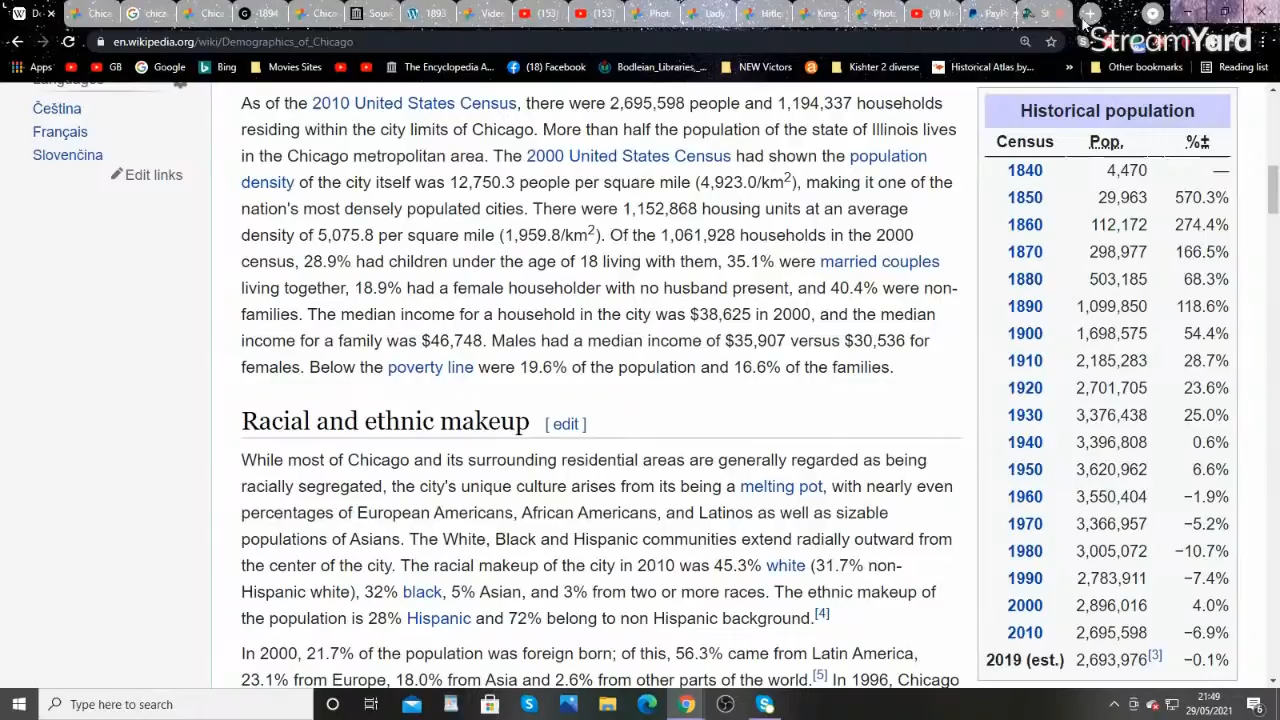 D
Chica
chica
Chica
-1894
Chica
Souv
1893
Vide
(153)
(153)
Phot
Lady
Hitle
King
Phot
(9) M
PayP
St
en.wikipedia.org/wiki/Demographics_of_Chicago
StreamYard
Apps
GB
Google
Bing
Movies Sites
The Encyclopedia A...
(18) Facebook
Bodleian_Libraries,_...
NEW Victors
Kishter 2 diverse
Historical Atlas by...
»
Other bookmarks
Reading list
Languages
Čeština
Français
Slovenčina
Edit links
As of the 2010 United States Census, there were 2,695,598 people and 1,194,337 households
residing within the city limits of Chicago. More than half the population of the state of Illinois lives
in the Chicago metropolitan area. The 2000 United States Census had shown the population
density of the city itself was 12,750.3 people per square mile (4,923.0/km²), making it one of the
nation's most densely populated cities. There were 1,152,868 housing units at an average
density of 5,075.8 per square mile (1,959.8/km²). Of the 1,061,928 households in the 2000
census, 28.9% had children under the age of 18 living with them, 35.1% were married couples
living together, 18.9% had a female householder with no husband present, and 40.4% were non-
families. The median income for a household in the city was $38,625 in 2000, and the median
income for a family was $46,748. Males had a median income of $35,907 versus $30,536 for
females. Below the poverty line were 19.6% of the population and 16.6% of the families.
Racial and ethnic makeup [ edit ]
While most of Chicago and its surrounding residential areas are generally regarded as being
racially segregated, the city's unique culture arises from its being a melting pot, with nearly even
percentages of European Americans, African Americans, and Latinos as well as sizable
populations of Asians. The White, Black and Hispanic communities extend radially outward from
the center of the city. The racial makeup of the city in 2010 was 45.3% white (31.7% non-
Hispanic white), 32% black, 5% Asian, and 3% from two or more races. The ethnic makeup of
the population is 28% Hispanic and 72% belong to non Hispanic background.[4]
In 2000, 21.7% of the population was foreign born; of this, 56.3% came from Latin America,
23.1% from Europe, 18.0% from Asia and 2.6% from other parts of the world.[5] In 1996, Chicago
Historical population
Census Pop. %±
1840 4,470 —
1850 29,963 570.3%
1860 112,172 274.4%
1870 298,977 166.5%
1880 503,185 68.3%
1890 1,099,850 118.6%
1900 1,698,575 54.4%
1910 2,185,283 28.7%
1920 2,701,705 23.6%
1930 3,376,438 25.0%
1940 3,396,808 0.6%
1950 3,620,962 6.6%
1960 3,550,404 −1.9%
1970 3,366,957 −5.2%
1980 3,005,072 −10.7%
1990 2,783,911 −7.4%
2000 2,896,016 4.0%
2010 2,695,598 −6.9%
2019 (est.) 2,693,976[3] −0.1%
Type here to search
21:49
29/05/2021
6